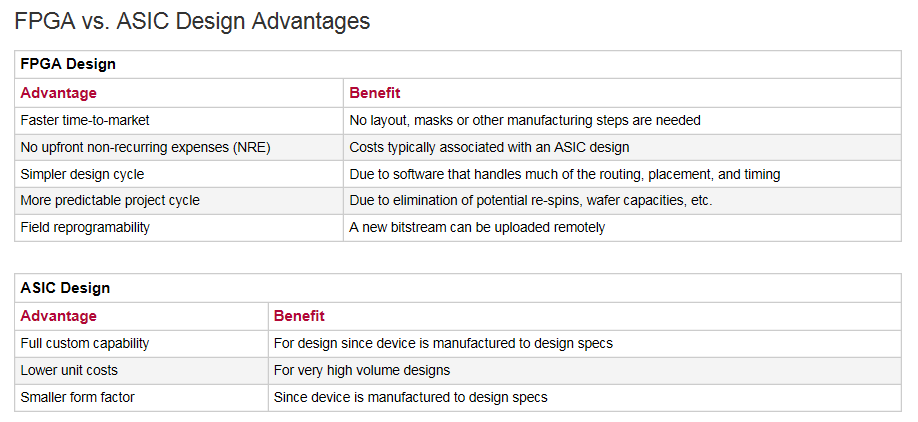 FPGA vs. ASIC Design Advantages
FPGA Design
Advantage Benefit
Faster time-to-market No layout, masks or other manufacturing steps are needed
No upfront non-recurring expenses (NRE) Costs typically associated with an ASIC design
Simpler design cycle Due to software that handles much of the routing, placement, and timing
More predictable project cycle Due to elimination of potential re-spins, wafer capacities, etc.
Field reprogramability A new bitstream can be uploaded remotely
ASIC Design
Advantage Benefit
Full custom capability For design since device is manufactured to design specs
Lower unit costs For very high volume designs
Smaller form factor Since device is manufactured to design specs